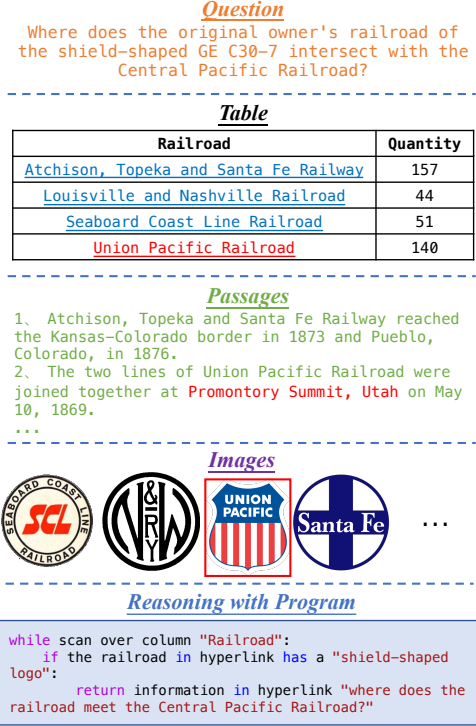 Question
Where does the original owner's railroad of
the shield-shaped GE C30-7 intersect with the
Central Pacific Railroad?
Table
Railroad Quantity
Atchison, Topeka and Santa Fe Railway 157
Louisville and Nashville Railroad 44
Seaboard Coast Line Railroad 51
Union Pacific Railroad 140
Passages
1、 Atchison, Topeka and Santa Fe Railway reached
the Kansas-Colorado border in 1873 and Pueblo,
Colorado, in 1876.
2、 The two lines of Union Pacific Railroad were
joined together at Promontory Summit, Utah on May
10, 1869.
...
Images
SEABOARD COAST LINE
SCL
RAILROAD
N&W
RY
UNION
PACIFIC
Santa Fe
...
Reasoning with Program
while scan over column "Railroad":
if the railroad in hyperlink has a "shield-shaped
logo":
return information in hyperlink "where does the
railroad meet the Central Pacific Railroad?"